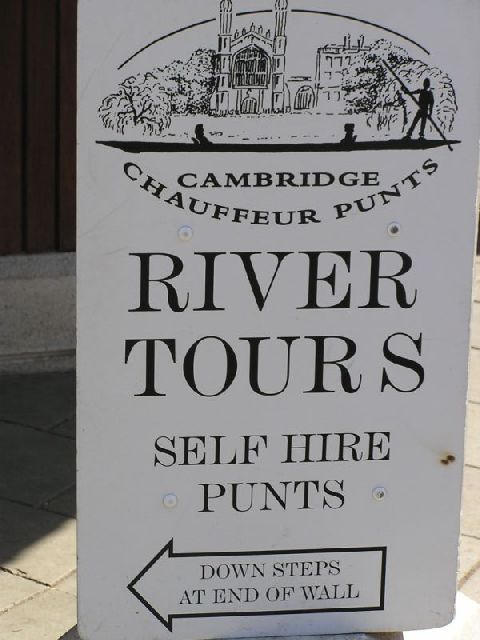 CAMBRIDGE
CHAUFFEUR PUNTS
RIVER
TOURS
SELF HIRE
PUNTS
DOWN STEPS
AT END OF WALL